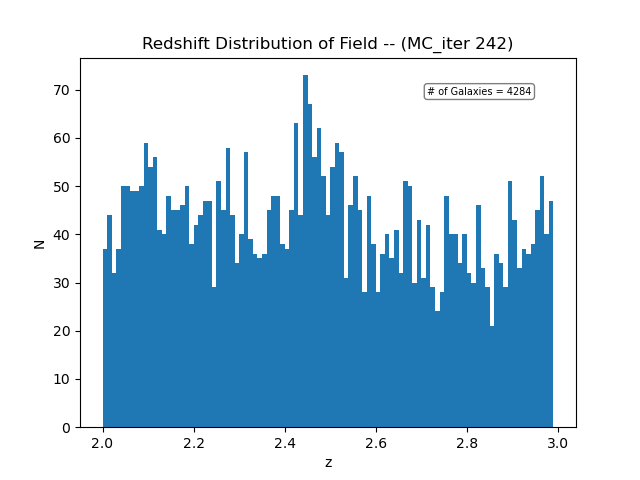 Redshift Distribution of Field -- (MC_iter 242)
# of Galaxies = 4284
70
60
50
40
30
20
10
0
N
2.0 2.2 2.4 2.6 2.8 3.0
z